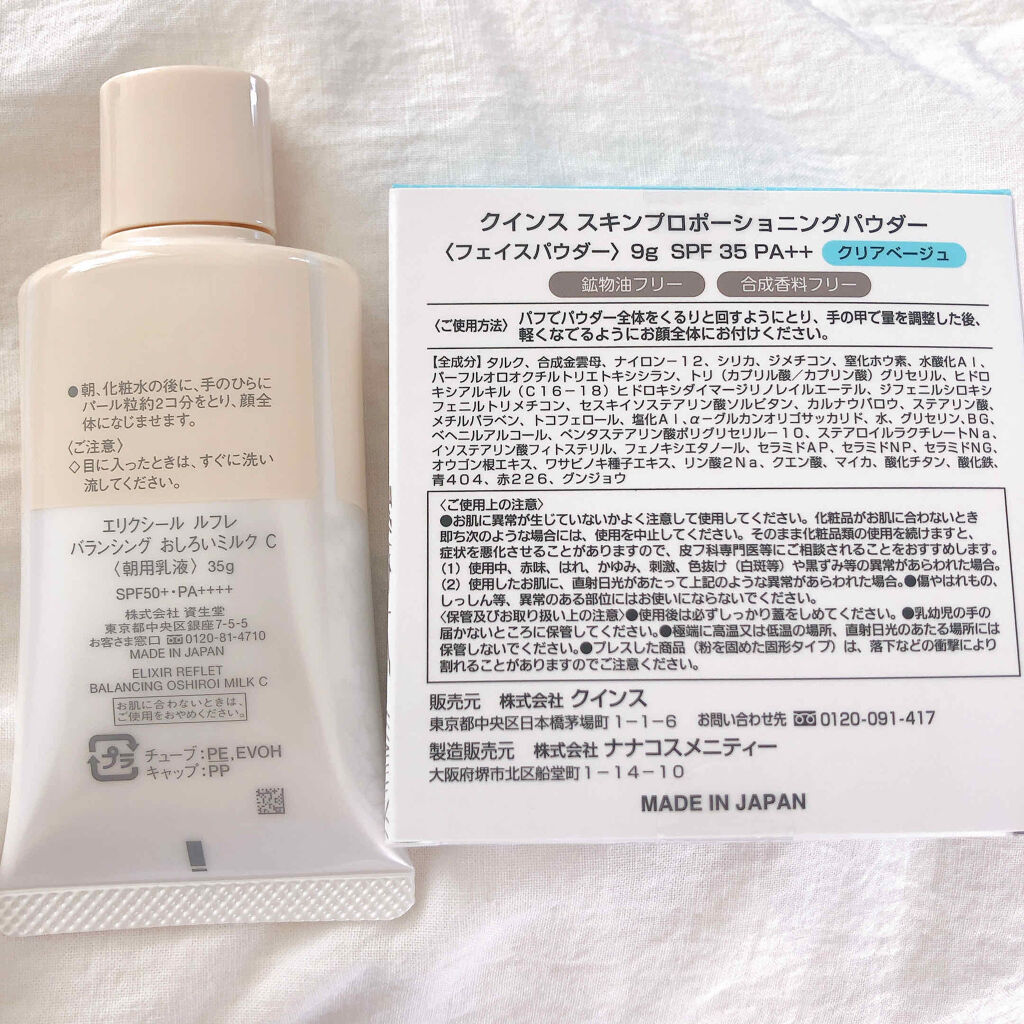 ●朝、化粧水の後に、手のひらに
パール粒約2コ分をとり、顔全
体になじませます。
〈ご注意〉
◇目に入ったときは、すぐに洗い
流してください。
エリクシール ルフレ
バランシング おしろいミルク C
〈朝用乳液〉 35g
SPF50+・PA++++
株式会社 資生堂
東京都中央区銀座7-5-5
お客さま窓口 0120-81-4710
MADE IN JAPAN
ELIXIR REFLET
BALANCING OSHIROI MILK C
お肌に合わないときは、
ご使用をおやめください。
プラ
チューブ:PE,EVOH
キャップ:PP
クインス スキンプロポーショニングパウダー
〈フェイスパウダー〉 9g SPF 35 PA++ クリアベージュ
鉱物油フリー 合成香料フリー
〈ご使用方法〉 パフでパウダー全体をくるりと回すようにとり、手の甲で量を調整した後、
軽くなでるようにお顔全体にお付けください。
【全成分】タルク、合成金雲母、ナイロン－12、シリカ、ジメチコン、窒化ホウ素、水酸化Al、
パーフルオロオクチルトリエトキシシラン、トリ（カプリル酸／カプリン酸）グリセリル、ヒドロ
キシアルキル（C16－18）ヒドロキシダイマージリノレイルエーテル、ジフェニルシロキシ
フェニルトリメチコン、セスキイソステアリン酸ソルビタン、カルナウバロウ、ステアリン酸、
メチルパラベン、トコフェロール、塩化Al、α－グルカンオリゴサッカリド、水、グリセリン、BG、
ベヘニルアルコール、ペンタステアリン酸ポリグリセリル－10、ステアロイルラクチレートNa、
イソステアリン酸フィトステリル、フェノキシエタノール、セラミドAP、セラミドNP、セラミドNG、
オウゴン根エキス、ワサビノキ種子エキス、リン酸2Na、クエン酸、マイカ、酸化チタン、酸化鉄、
青404、赤226、グンジョウ
〈ご使用上の注意〉
●お肌に異常が生じていないかよく注意して使用してください。化粧品がお肌に合わないとき
即ち次のような場合には、使用を中止してください。そのまま化粧品類の使用を続けますと、
症状を悪化させることがありますので、皮フ科専門医等にご相談されることをおすすめします。
（1）使用中、赤味、はれ、かゆみ、刺激、色抜け（白斑等）や黒ずみ等の異常があらわれた場合。
（2）使用したお肌に、直射日光があたって上記のような異常があらわれた場合。●傷やはれもの、
しっしん等、異常のある部位にはお使いにならないでください。
〈保管及びお取り扱い上の注意〉●使用後は必ずしっかり蓋をしめてください。●乳幼児の手の
届かないところに保管してください。●極端に高温又は低温の場所、直射日光のあたる場所には
保管しないでください。●プレスした商品（粉を固めた固形タイプ）は、落下などの衝撃により
割れることがありますのでご注意ください。
販売元 株式会社 クインス
東京都中央区日本橋茅場町1－1－6 お問い合わせ先 0120-091-417
製造販売元 株式会社 ナナコスメニティー
大阪府堺市北区船堂町1－14－10
MADE IN JAPAN